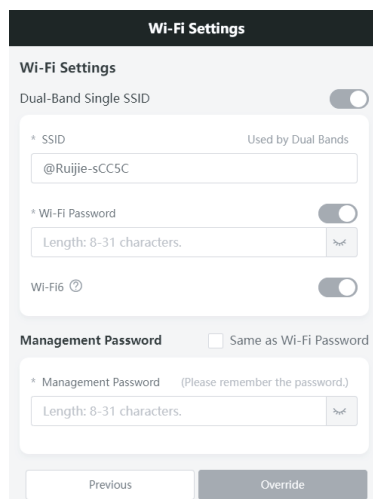 Wi-Fi Settings
Wi-Fi Settings
Dual-Band Single SSID
* SSID Used by Dual Bands
@Ruijie-sCC5C
* Wi-Fi Password
Length: 8-31 characters.
Wi-Fi6 ?
Management Password Same as Wi-Fi Password
* Management Password (Please remember the password.)
Length: 8-31 characters.
Previous Override